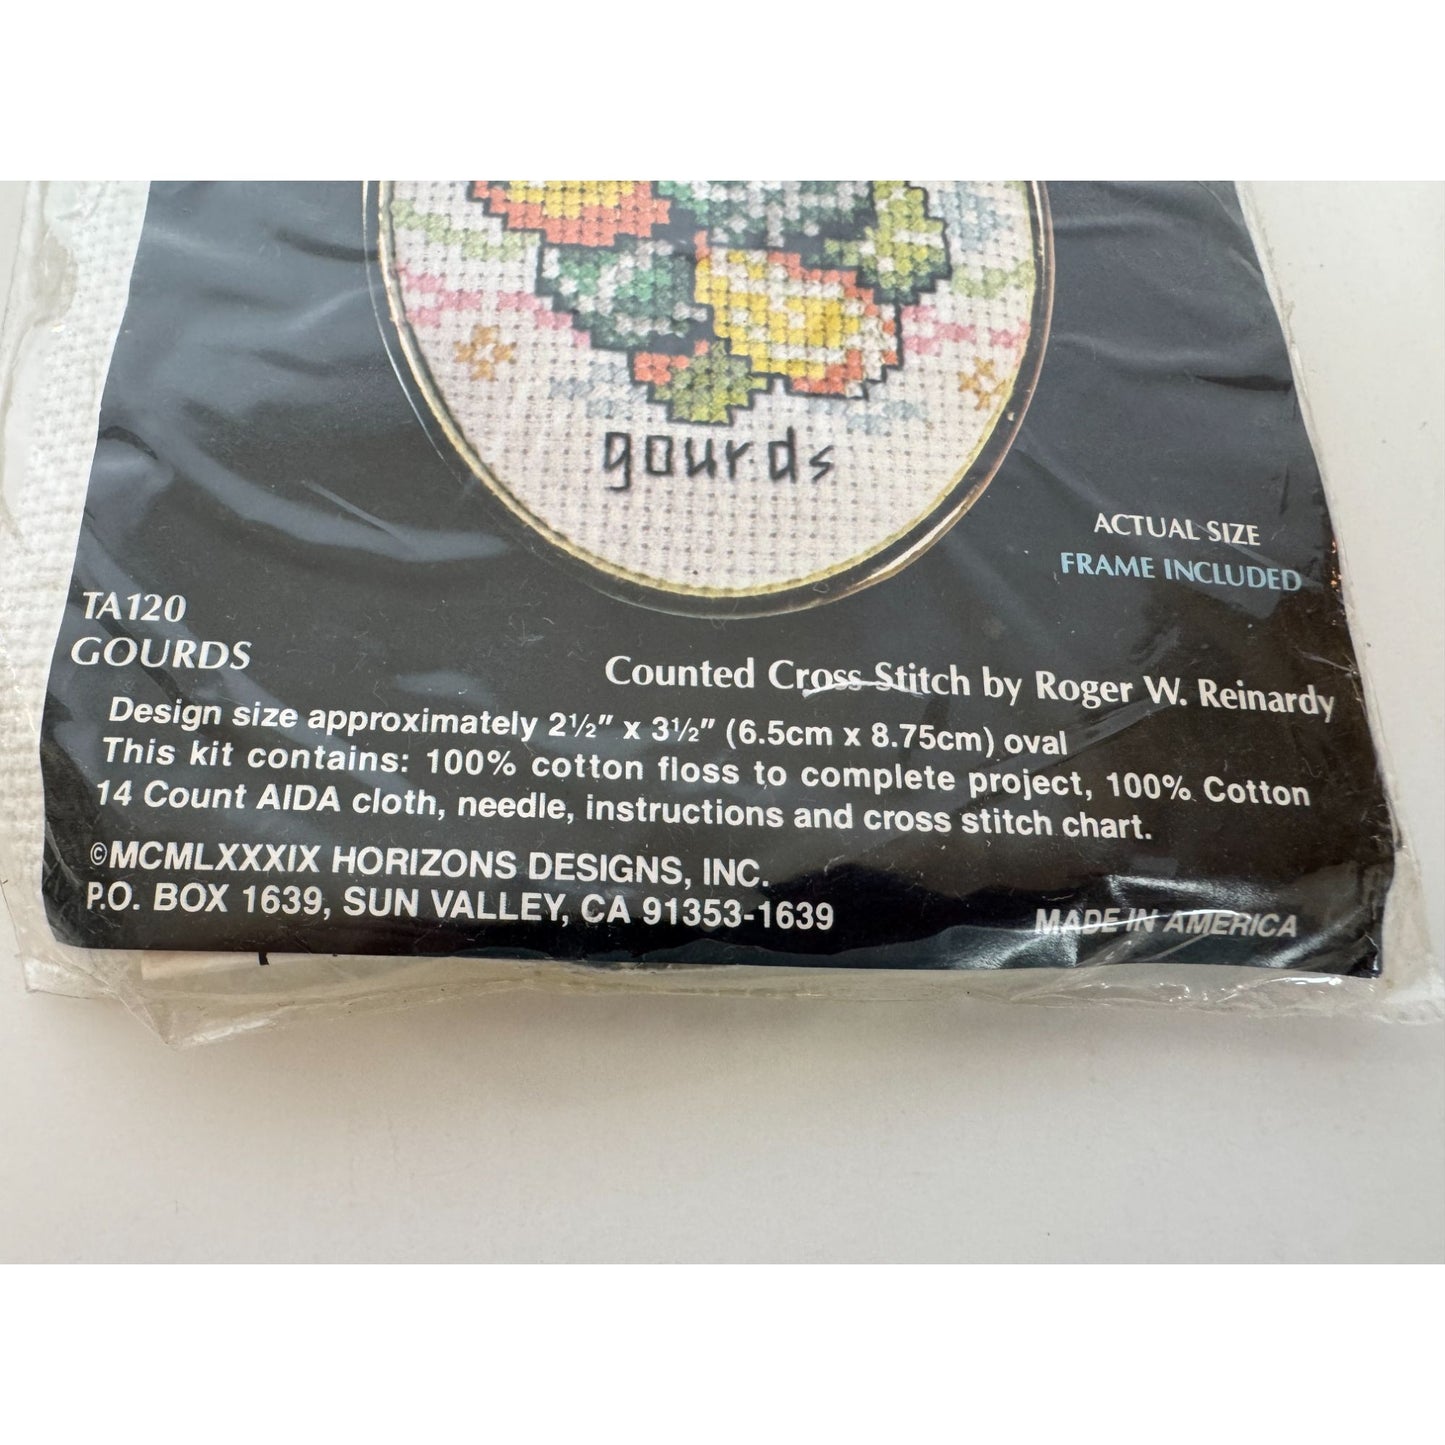 gourds
ACTUAL SIZE
FRAME INCLUDED
TA120
GOURDS
Counted Cross Stitch by Roger W. Reinardy
Design size approximately 2½" x 3½" (6.5cm x 8.75cm) oval
This kit contains: 100% cotton floss to complete project, 100% Cotton
14 Count AIDA cloth, needle, instructions and cross stitch chart.
©MCMLXXXIX HORIZONS DESIGNS, INC.
P.O. BOX 1639, SUN VALLEY, CA 91353-1639
MADE IN AMERICA